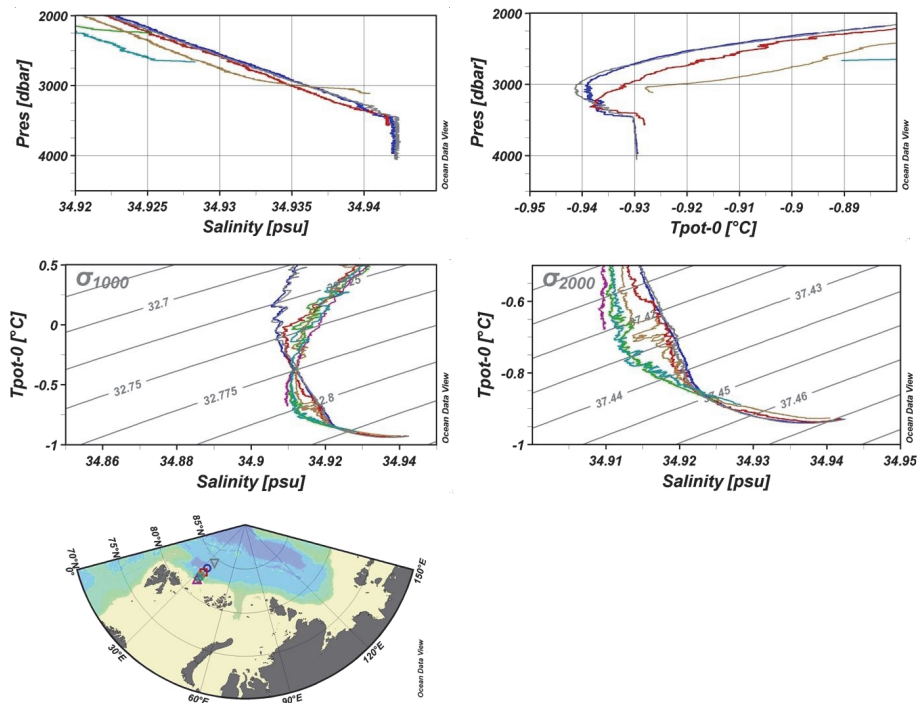 2000
3000
4000
Pres [dbar]
34.92
34.925
34.93
34.935
34.94
Salinity [psu]
Ocean Data View
2000
3000
4000
Pres [dbar]
-0.95
-0.94
-0.93
-0.92
-0.91
-0.9
-0.89
Tpot-0 [°C]
Ocean Data View
σ1000
0.5
0
-0.5
-1
Tpot-0 [°C]
32.7
32.75
32.775
34.86
34.88
34.9
34.92
34.94
Salinity [psu]
Ocean Data View
σ2000
-0.6
-0.8
-1
Tpot-0 [°C]
37.43
37.42
37.44
37.45
37.46
34.91
34.92
34.93
34.94
34.95
Salinity [psu]
Ocean Data View
70°N
75°N
80°N
85°N
0°
30°E
60°E
90°E
120°E
150°E
Ocean Data View